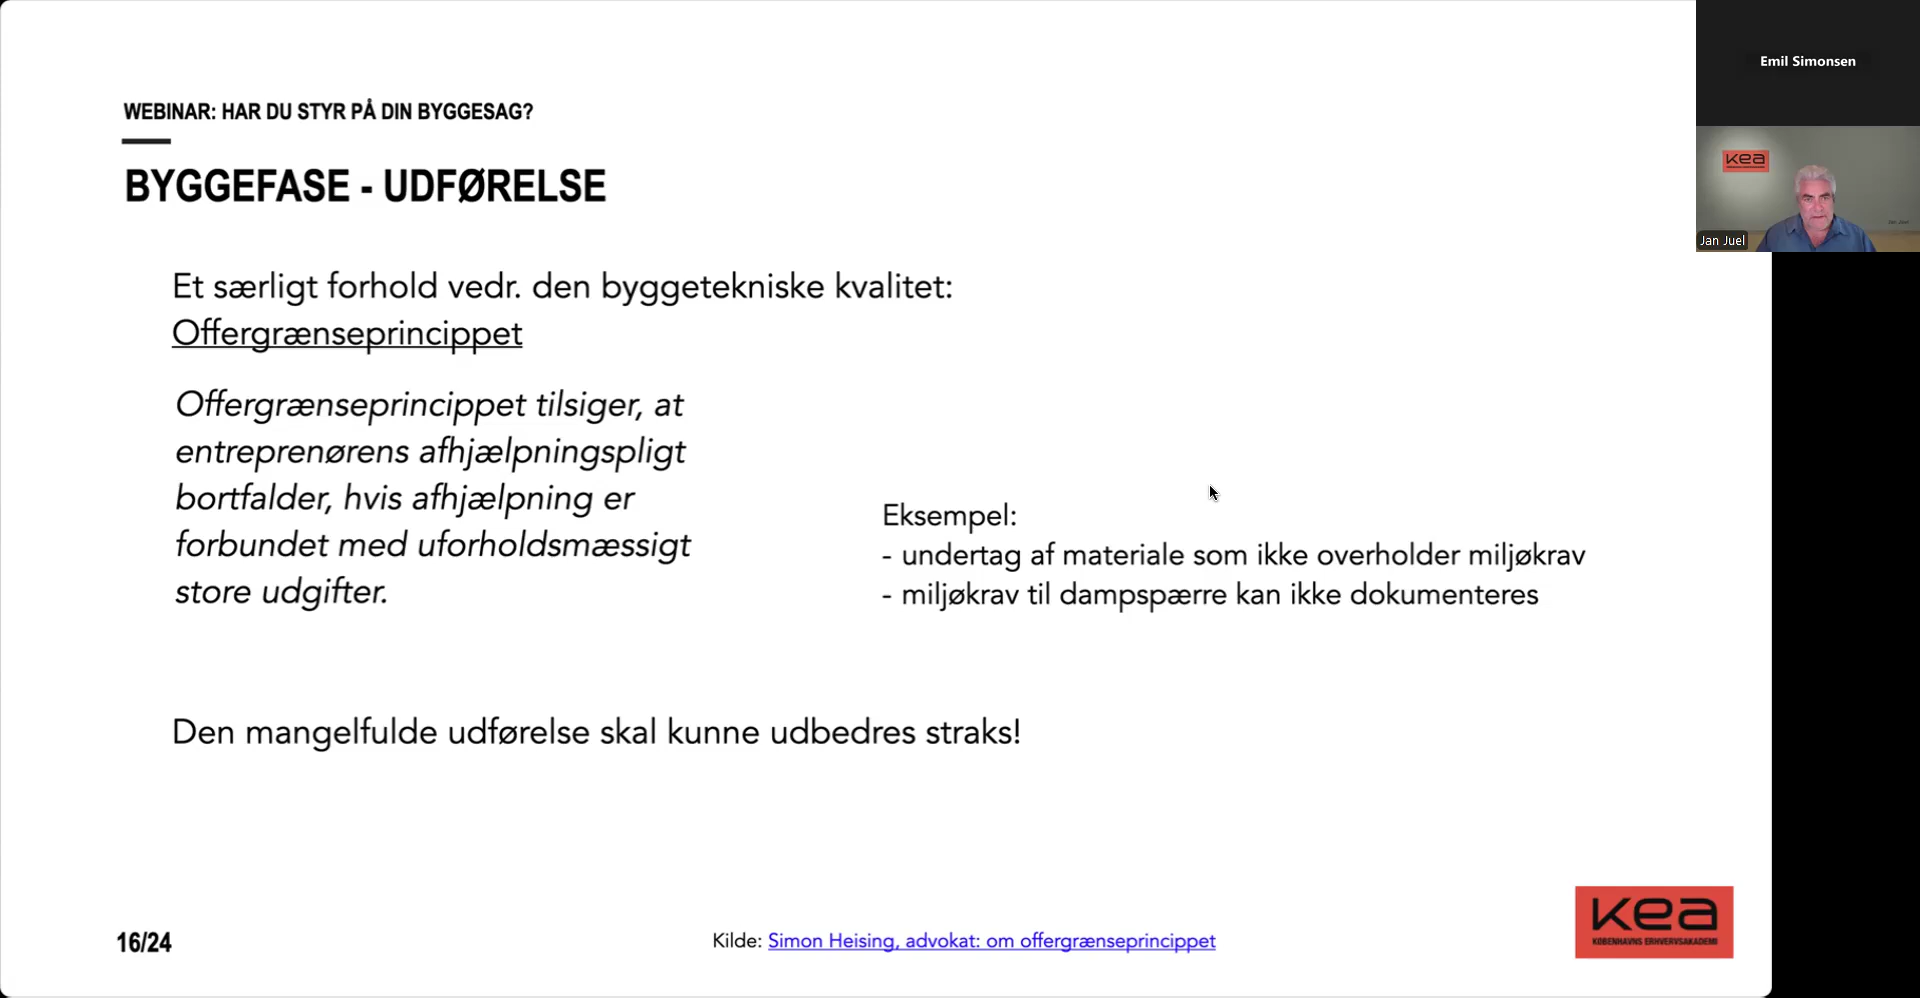 WEBINAR: HAR DU STYR PÅ DIN BYGGESAG?
BYGGEFASE - UDFØRELSE
Et særligt forhold vedr. den byggetekniske kvalitet:
Offergrænseprincippet
Offergrænseprincippet tilsiger, at
entreprenørens afhjælpningspligt
bortfalder, hvis afhjælpning er
forbundet med uforholdsmæssigt
store udgifter.
Eksempel:
- undertag af materiale som ikke overholder miljøkrav
- miljøkrav til dampspærre kan ikke dokumenteres
Den mangelfulde udførelse skal kunne udbedres straks!
16/24
Kilde: Simon Heising, advokat: om offergrænseprincippet
kea
KØBENHAVNS ERHVERVSAKADEMI
Emil Simonsen
kea
Jan Juel
Jan Juel